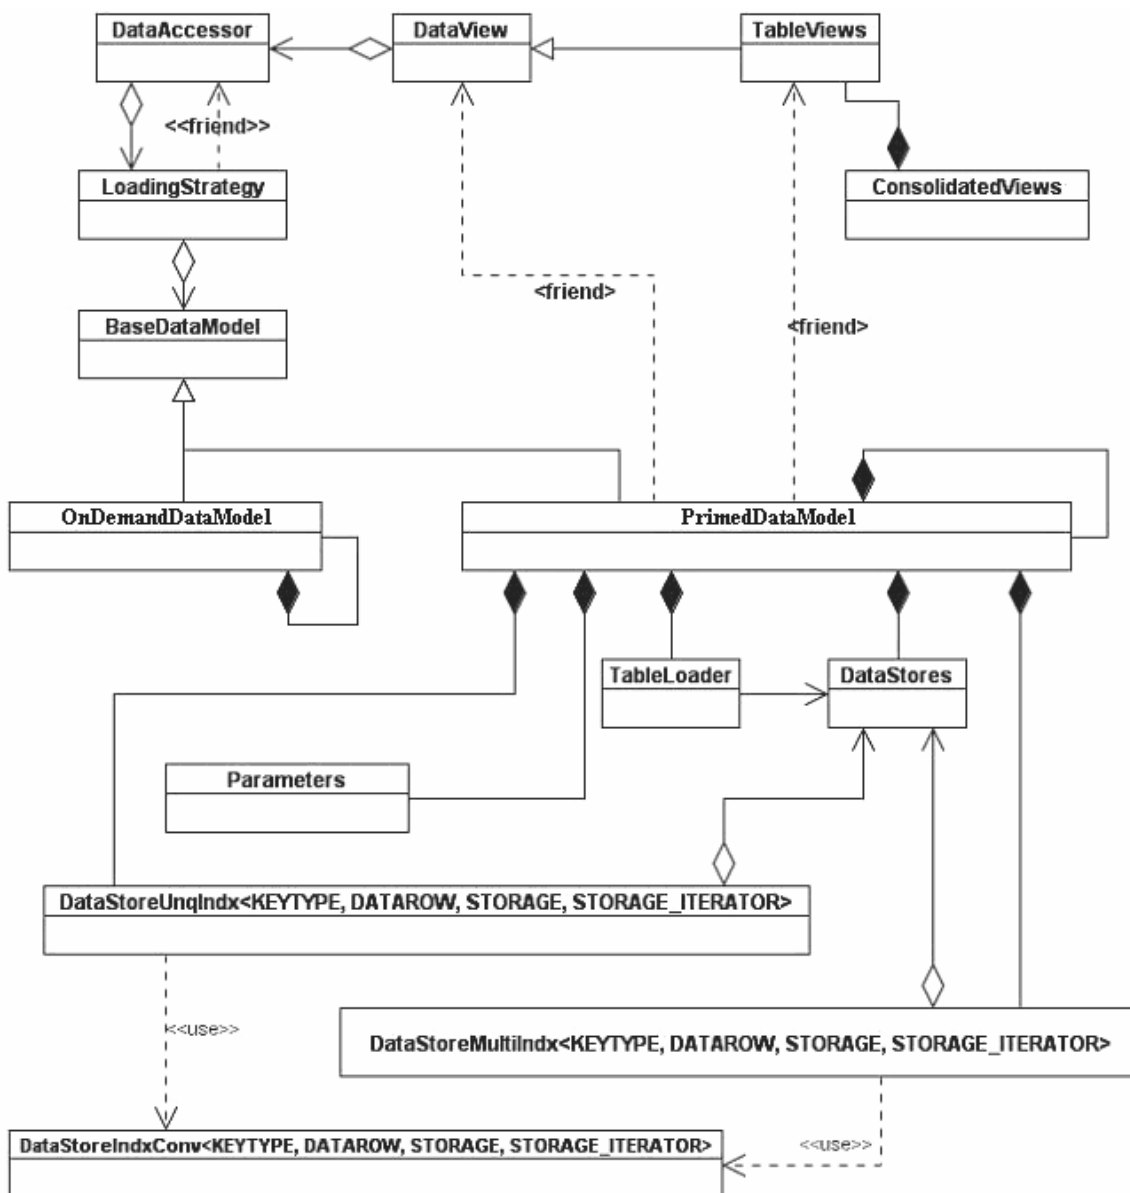 DataAccessor
DataView
TableViews
<<friend>>
LoadingStrategy
ConsolidatedViews
<friend>
BaseDataModel
<friend>
OnDemandDataModel
PrimedDataModel
TableLoader
DataStores
Parameters
DataStoreUnqIndx<KEYTYPE, DATAROW, STORAGE, STORAGE_ITERATOR>
<<use>>
DataStoreMultiIndx<KEYTYPE, DATAROW, STORAGE, STORAGE_ITERATOR>
DataStoreIndxConv<KEYTYPE, DATAROW, STORAGE, STORAGE_ITERATOR>
<<use>>